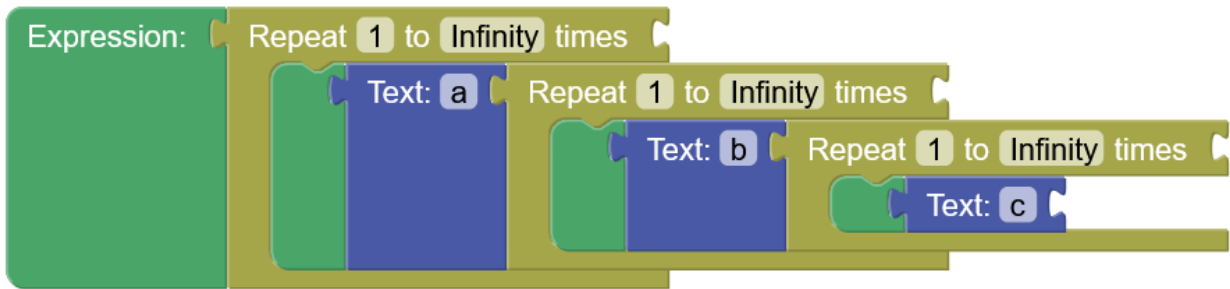 Expression: Repeat 1 to Infinity times
Text: a Repeat 1 to Infinity times
Text: b Repeat 1 to Infinity times
Text: c